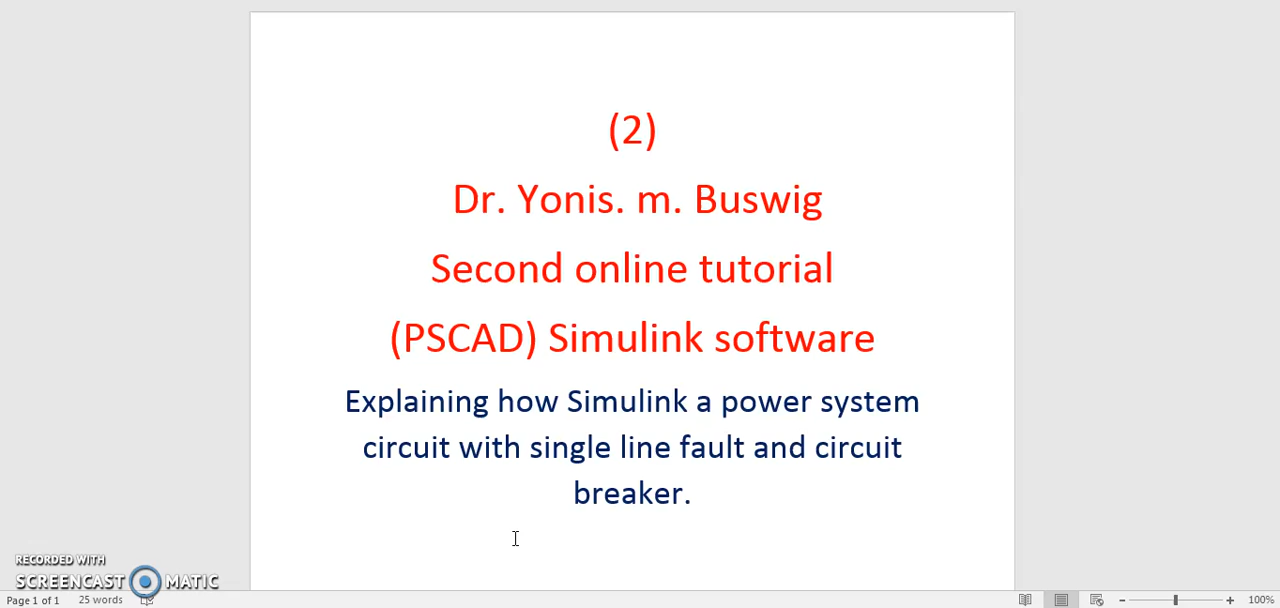 (2)
Dr. Yonis. m. Buswig
Second online tutorial
(PSCAD) Simulink software
Explaining how Simulink a power system
circuit with single line fault and circuit
breaker.
RECORDED WITH
SCREENCAST MATIC
Page 1 of 1 25 words 100%